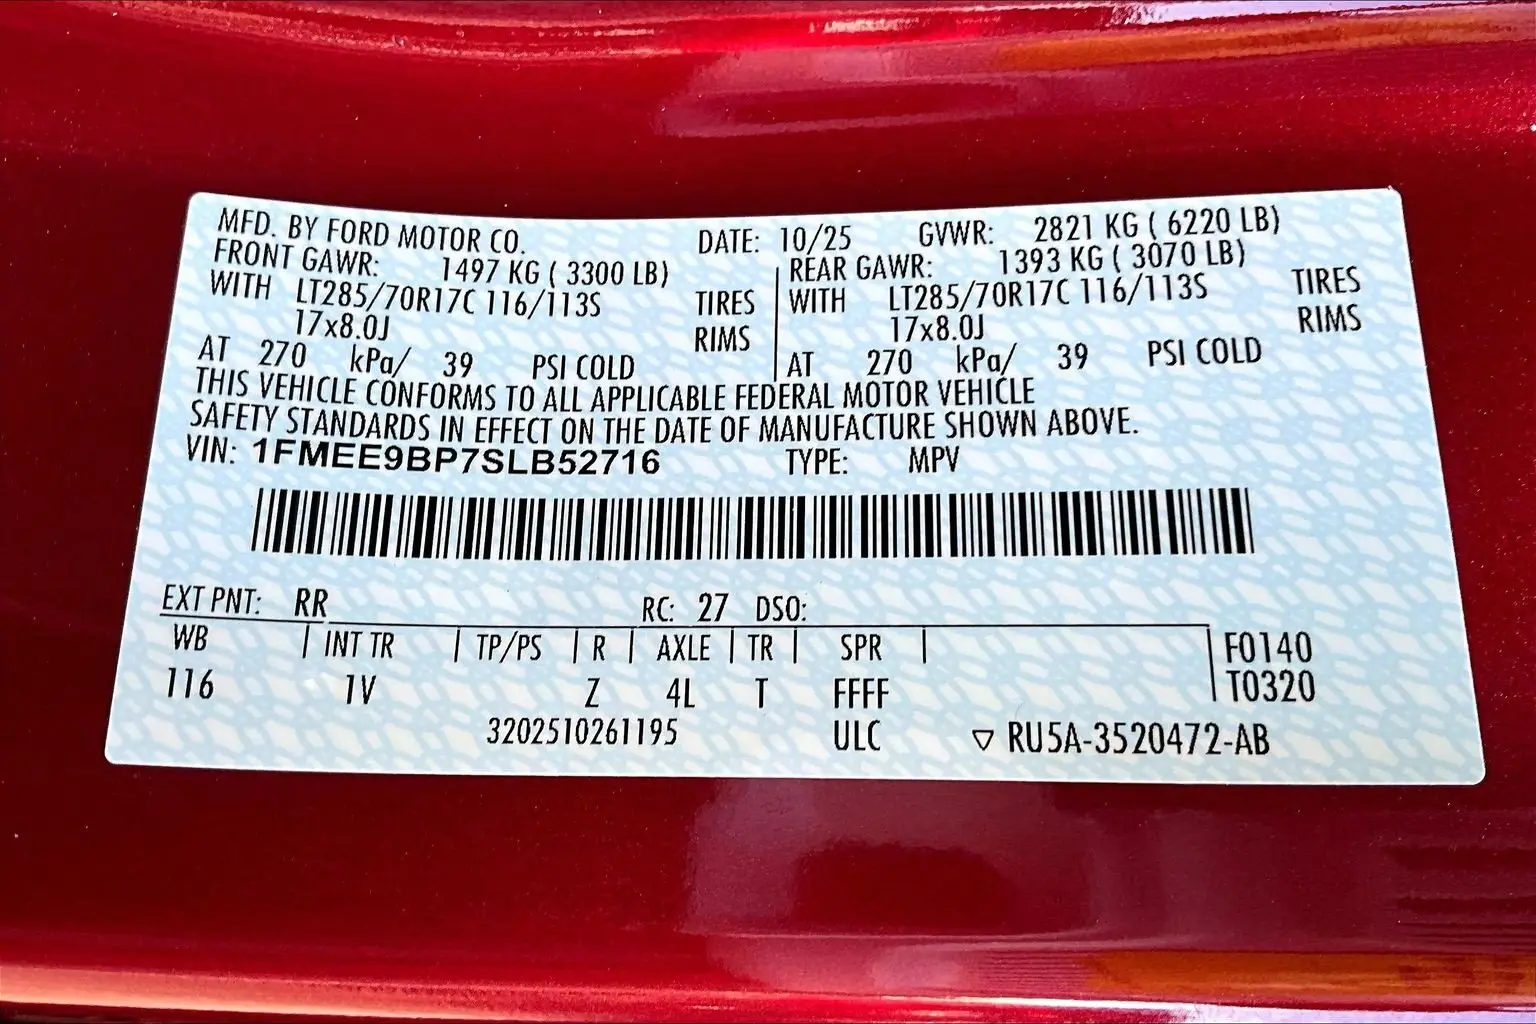 MFD. BY FORD MOTOR CO. DATE: 10/25 GVWR: 2821 KG ( 6220 LB)
FRONT GAWR: 1497 KG ( 3300 LB) REAR GAWR: 1393 KG ( 3070 LB)
WITH LT285/70R17C 116/113S TIRES WITH LT285/70R17C 116/113S TIRES
17x8.0J RIMS 17x8.0J RIMS
AT 270 kPa/ 39 PSI COLD AT 270 kPa/ 39 PSI COLD
THIS VEHICLE CONFORMS TO ALL APPLICABLE FEDERAL MOTOR VEHICLE
SAFETY STANDARDS IN EFFECT ON THE DATE OF MANUFACTURE SHOWN ABOVE.
VIN: 1FMEE9BP7SLB52716 TYPE: MPV
EXT PNT: RR RC: 27 DSO:
WB INT TR TP/PS R AXLE TR SPR F0140
116 1V Z 4L T FFFF T0320
3202510261195 ULC ▽ RU5A-3520472-AB